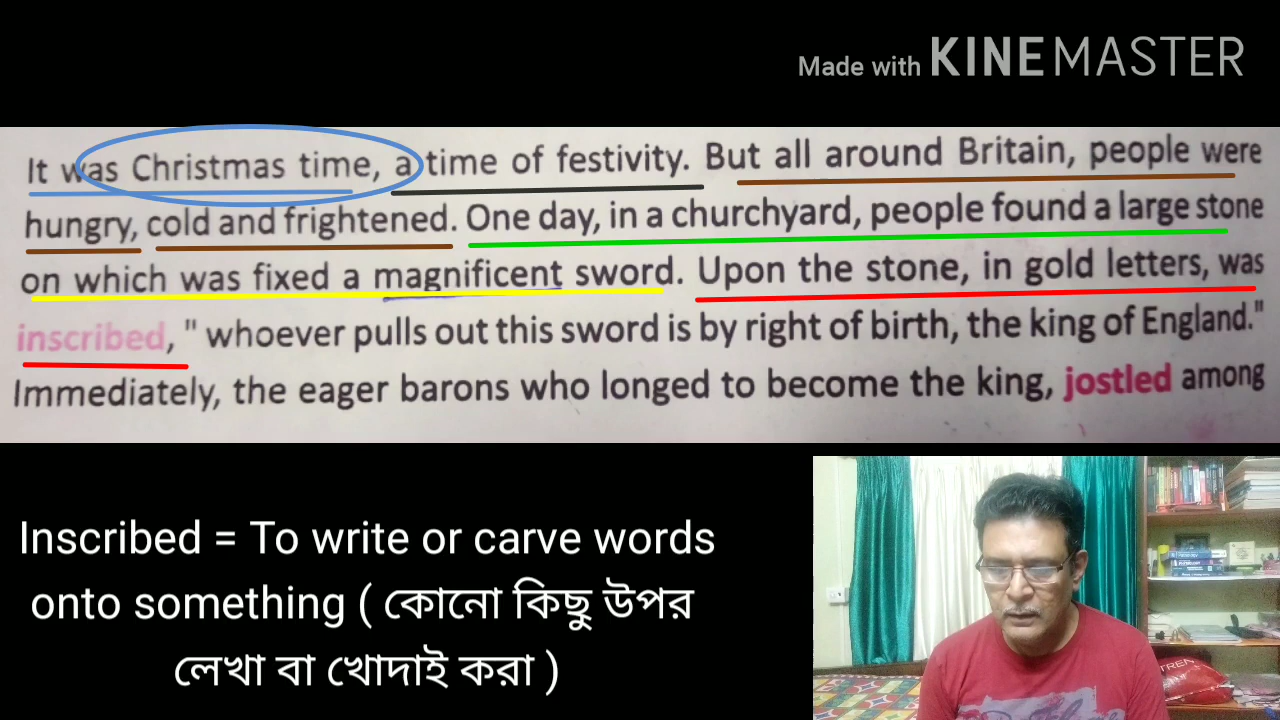 Made with KINEMASTER
It was Christmas time, a time of festivity. But all around Britain, people were
hungry, cold and frightened. One day, in a churchyard, people found a large stone
on which was fixed a magnificent sword. Upon the stone, in gold letters, was
inscribed, " whoever pulls out this sword is by right of birth, the king of England."
Immediately, the eager barons who longed to become the king, jostled among
Inscribed = To write or carve words
onto something ( কোনো কিছু উপর
লেখা বা খোদাই করা )